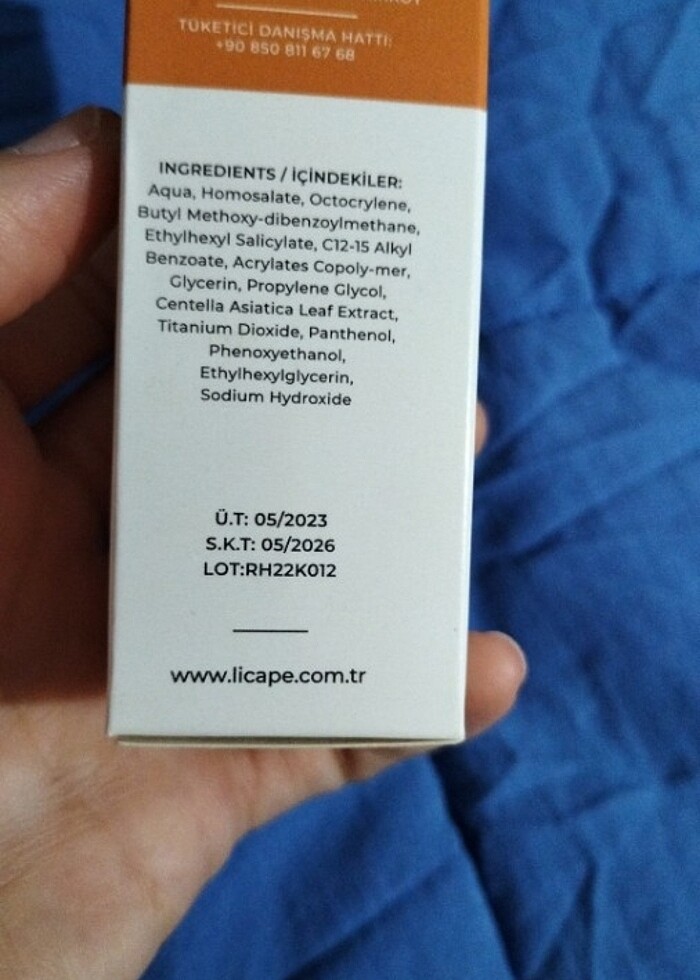 TÜKETİCİ DANIŞMA HATTI:
+90 850 811 67 68
INGREDIENTS / İÇİNDEKİLER:
Aqua, Homosalate, Octocrylene,
Butyl Methoxy-dibenzoylmethane,
Ethylhexyl Salicylate, C12-15 Alkyl
Benzoate, Acrylates Copoly-mer,
Glycerin, Propylene Glycol,
Centella Asiatica Leaf Extract,
Titanium Dioxide, Panthenol,
Phenoxyethanol,
Ethylhexylglycerin,
Sodium Hydroxide
Ü.T: 05/2023
S.K.T: 05/2026
LOT:RH22K012
www.licape.com.tr